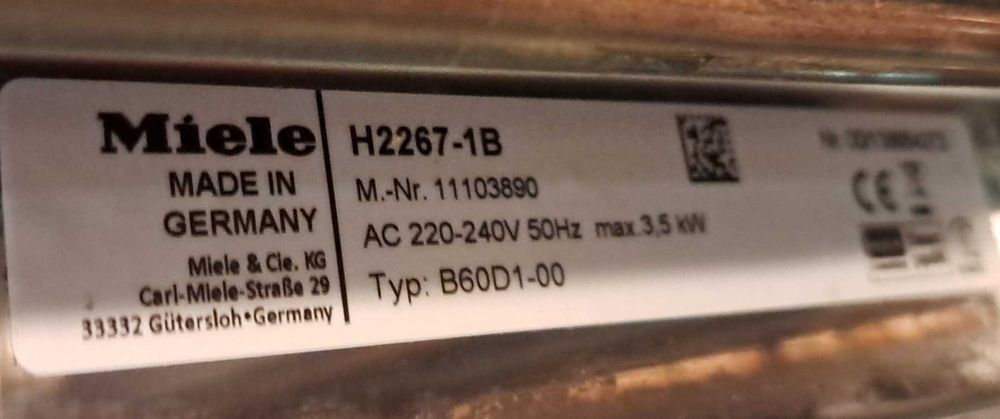 Miele
MADE IN
GERMANY
Miele & Cie. KG
Carl-Miele-Straße 29
33332 Gütersloh•Germany
H2267-1B
M.-Nr. 11103890
AC 220-240V 50Hz max.3,5 kW
Typ: B60D1-00
Nr.
CE